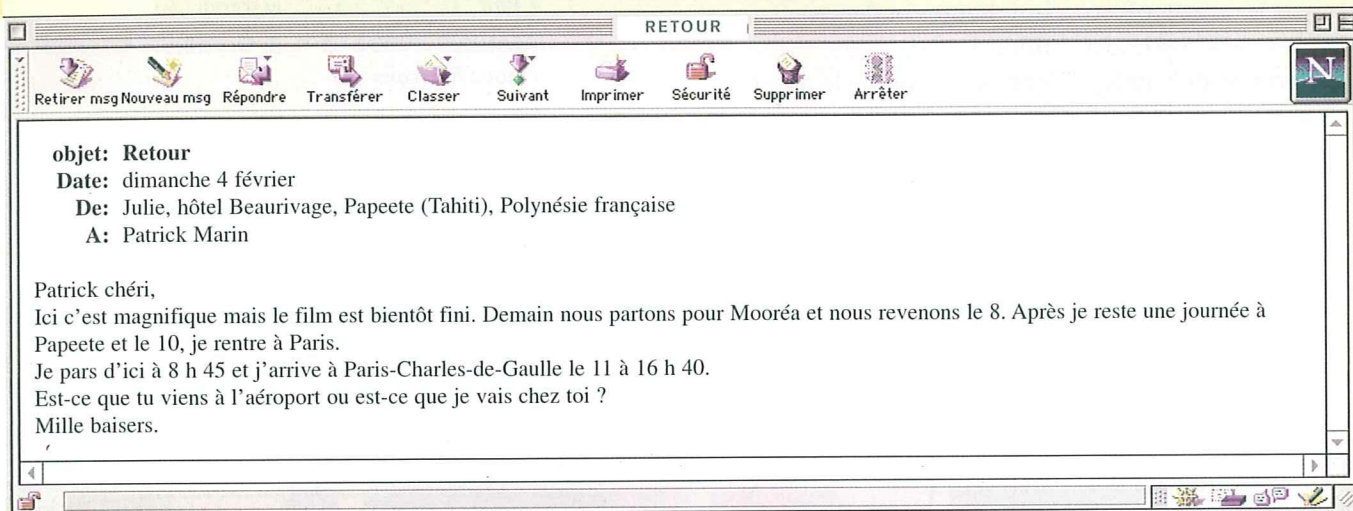 RETOUR
Retirer msg Nouveau msg Répondre Transférer Classer Suivant Imprimer Sécurité Supprimer Arrêter
N
objet: Retour
Date: dimanche 4 février
De: Julie, hôtel Beaurivage, Papeete (Tahiti), Polynésie française
A: Patrick Marin
Patrick chéri,
Ici c'est magnifique mais le film est bientôt fini. Demain nous partons pour Mooréa et nous revenons le 8. Après je reste une journée à
Papeete et le 10, je rentre à Paris.
Je pars d'ici à 8 h 45 et j'arrive à Paris-Charles-de-Gaulle le 11 à 16 h 40.
Est-ce que tu viens à l'aéroport ou est-ce que je vais chez toi ?
Mille baisers.